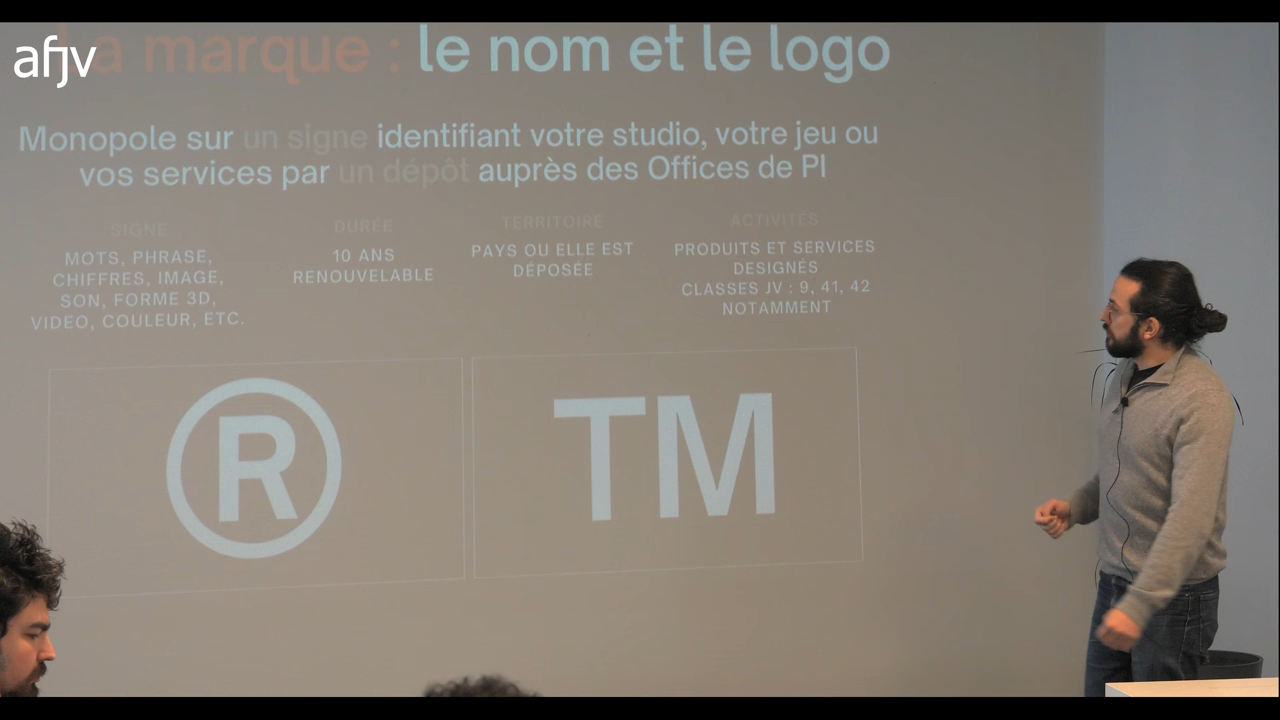 afjv
La marque : le nom et le logo
Monopole sur un signe identifiant votre studio, votre jeu ou
vos services par un dépôt auprès des Offices de PI
SIGNE
MOTS, PHRASE,
CHIFFRES, IMAGE,
SON, FORME 3D,
VIDEO, COULEUR, ETC.
DURÉE
10 ANS
RENOUVELABLE
TERRITOIRE
PAYS OU ELLE EST
DÉPOSÉE
ACTIVITÉS
PRODUITS ET SERVICES
DESIGNÉS
CLASSES JV : 9, 41, 42
NOTAMMENT
®
TM